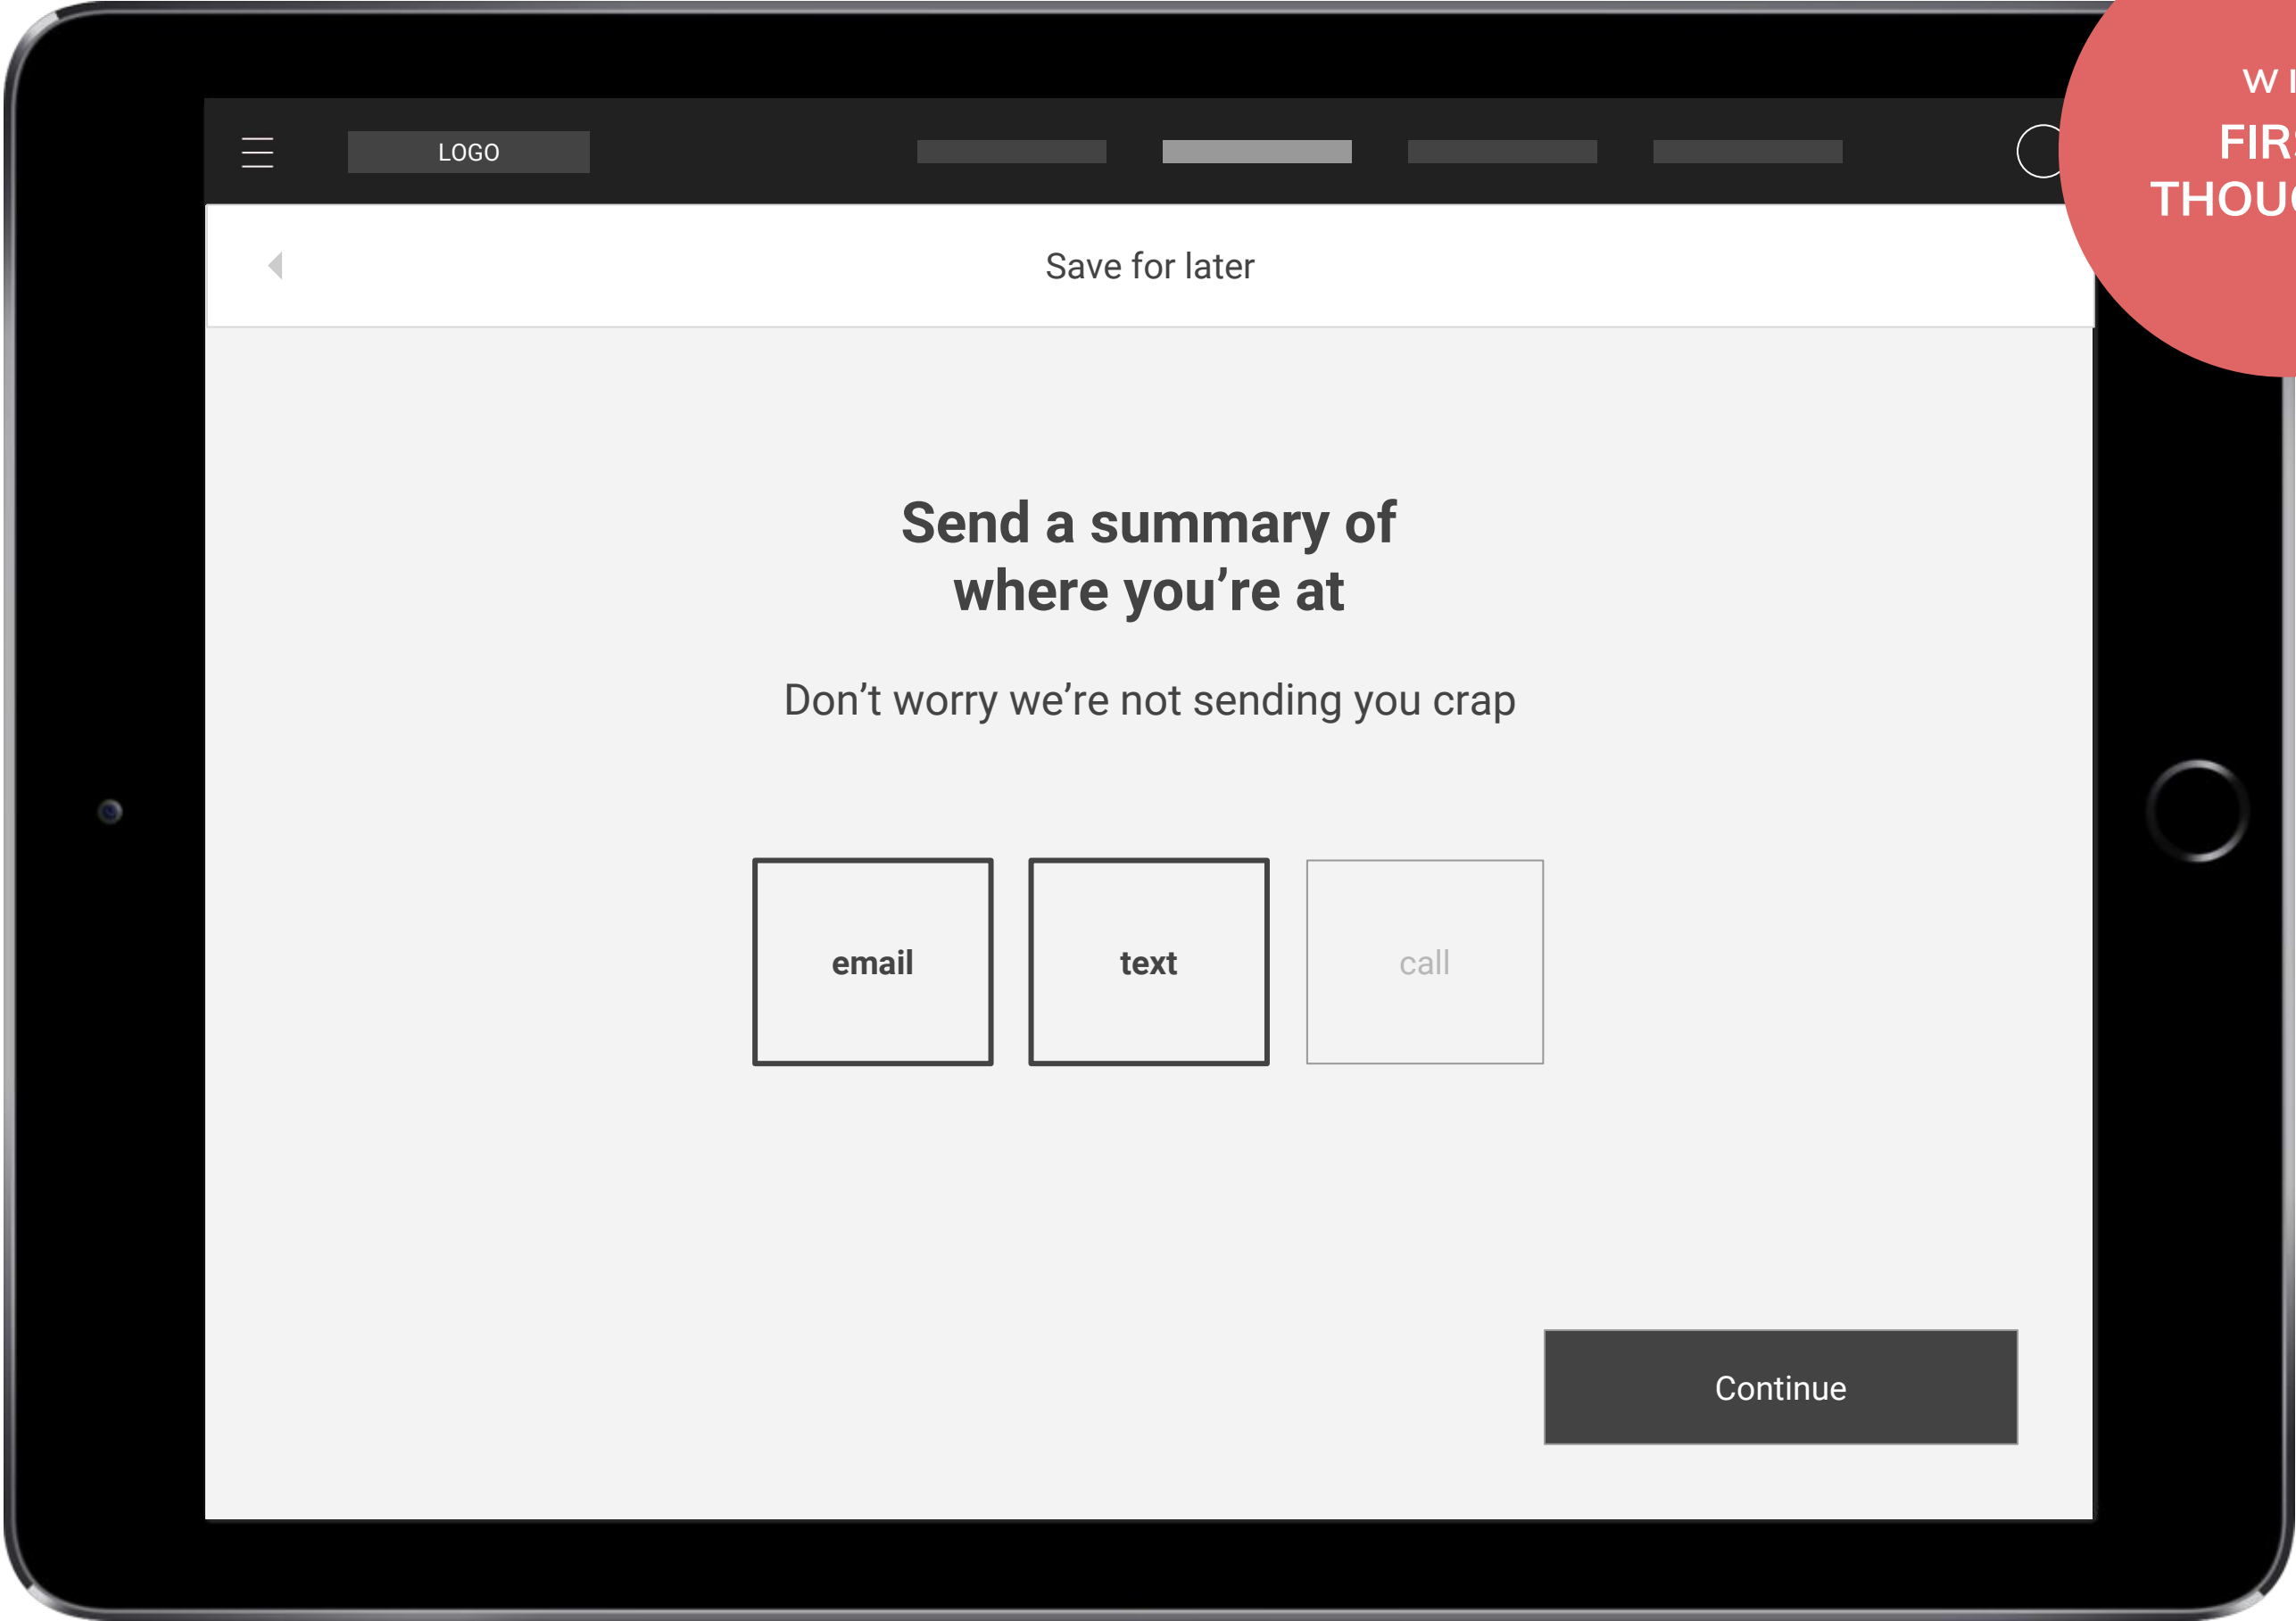 LOGO
Save for later
Send a summary of
where you’re at
Don’t worry we’re not sending you crap
email
text
call
Continue